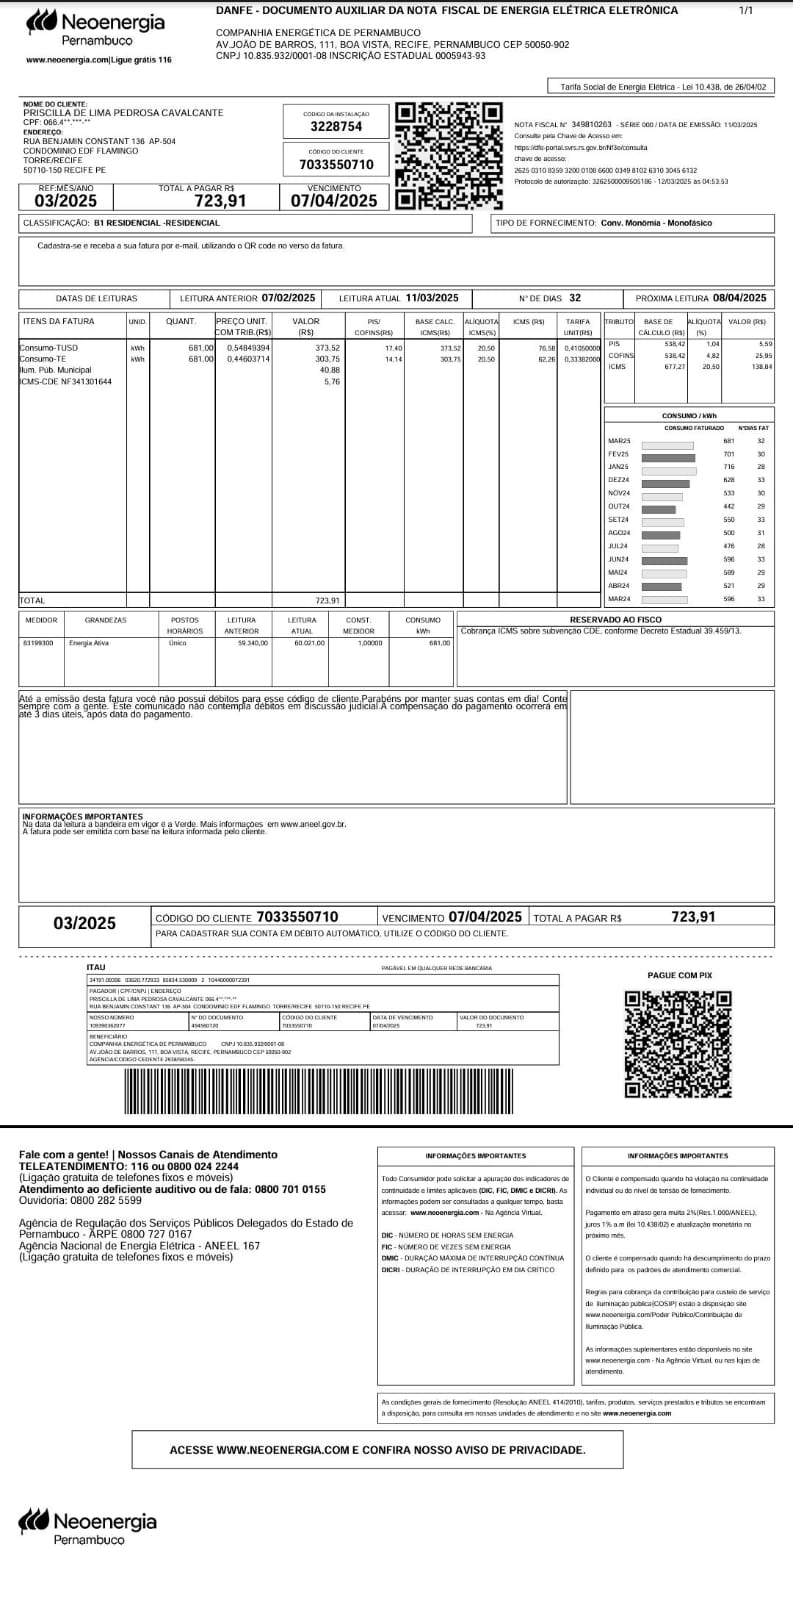 Neoenergia
Pernambuco
www.neoenergia.com|Ligue grátis 116
DANFE - DOCUMENTO AUXILIAR DA NOTA FISCAL DE ENERGIA ELÉTRICA ELETRÔNICA
1/1
COMPANHIA ENERGÉTICA DE PERNAMBUCO
AV.JOÃO DE BARROS, 111, BOA VISTA, RECIFE, PERNAMBUCO CEP 50050-902
CNPJ 10.835.932/0001-08 INSCRIÇÃO ESTADUAL 0005943-93
Tarifa Social de Energia Elétrica - Lei 10.438, de 26/04/02
NOME DO CLIENTE:
PRISCILLA DE LIMA PEDROSA CAVALCANTE
CPF: 066.4**.***-**
ENDEREÇO:
RUA BENJAMIN CONSTANT 136 AP-504
CONDOMINIO EDF FLAMINGO
TORRE/RECIFE
50710-150 RECIFE PE
CÓDIGO DA INSTALAÇÃO
3228754
CÓDIGO DO CLIENTE
7033550710
NOTA FISCAL N° 349810263 - SÉRIE 000 / DATA DE EMISSÃO: 11/03/2025
Consulte pela Chave de Acesso em:
https://dfe-portal.svrs.rs.gov.br/Nf3e/consulta
chave de acesso:
2625 0310 8359 3200 0108 6600 0349 8102 6310 3045 6132
Protocolo de autorização: 3262500009505186 - 12/03/2025 às 04:53:53
REF:MÊS/ANO
03/2025
TOTAL A PAGAR R$
723,91
VENCIMENTO
07/04/2025
CLASSIFICAÇÃO: B1 RESIDENCIAL -RESIDENCIAL
TIPO DE FORNECIMENTO: Conv. Monômia - Monofásico
Cadastra-se e receba a sua fatura por e-mail, utilizando o QR code no verso da fatura.
DATAS DE LEITURAS
LEITURA ANTERIOR 07/02/2025
LEITURA ATUAL 11/03/2025
N° DE DIAS 32
PRÓXIMA LEITURA 08/04/2025
ITENS DA FATURA UNID. QUANT. PREÇO UNIT. COM TRIB.(R$) VALOR (R$) PIS/ COFINS(R$) BASE CALC. ICMS(R$) ALÍQUOTA ICMS(%) ICMS (R$) TARIFA UNIT(R$)
Consumo-TUSD kWh 681,00 0,54849394 373,52 17,40 373,52 20,50 76,58 0,41050000
Consumo-TE kWh 681,00 0,44603714 303,75 14,14 303,75 20,50 62,26 0,33382000
Ilum. Púb. Municipal 40,88
ICMS-CDE NF341301644 5,76
TOTAL 723,91
TRIBUTO BASE DE CÁLCULO (R$) ALÍQUOTA (%) VALOR (R$)
PIS 538,42 1,04 5,59
COFINS 538,42 4,82 25,95
ICMS 677,27 20,50 138,84
CONSUMO / kWh
CONSUMO FATURADO N°DIAS FAT
MAR25 681 32
FEV25 701 30
JAN25 716 28
DEZ24 628 33
NOV24 533 30
OUT24 442 29
SET24 550 33
AGO24 500 31
JUL24 476 28
JUN24 596 33
MAI24 589 29
ABR24 521 29
MAR24 596 33
MEDIDOR GRANDEZAS POSTOS HORÁRIOS LEITURA ANTERIOR LEITURA ATUAL CONST. MEDIDOR CONSUMO kWh
83199300 Energia Ativa Único 59.340,00 60.021,00 1,00000 681,00
RESERVADO AO FISCO
Cobrança ICMS sobre subvenção CDE, conforme Decreto Estadual 39.459/13.
Até a emissão desta fatura você não possui débitos para esse código de cliente.Parabéns por manter suas contas em dia! Conte
sempre com a gente. Este comunicado não contempla débitos em discussão judicial.A compensação do pagamento ocorrerá em
até 3 dias úteis, após data do pagamento.
INFORMAÇÕES IMPORTANTES
Na data da leitura a bandeira em vigor é a Verde. Mais informações em www.aneel.gov.br.
A fatura pode ser emitida com base na leitura informada pelo cliente.
03/2025
CÓDIGO DO CLIENTE 7033550710
VENCIMENTO 07/04/2025
TOTAL A PAGAR R$ 723,91
PARA CADASTRAR SUA CONTA EM DÉBITO AUTOMÁTICO, UTILIZE O CÓDIGO DO CLIENTE.
ITAU
PAGÁVEL EM QUALQUER REDE BANCÁRIA
PAGADOR | CPF/CNPJ | ENDEREÇO
PRISCILLA DE LIMA PEDROSA CAVALCANTE 066.4**.***-**
RUA BENJAMIN CONSTANT 136 AP-504 CONDOMINIO EDF FLAMINGO TORRE/RECIFE 50710-150 RECIFE PE
NOSSO NÚMERO
N° DO DOCUMENTO
CÓDIGO DO CLIENTE
7033550710
DATA DE VENCIMENTO
07/04/2025
VALOR DO DOCUMENTO
723,91
BENEFICIÁRIO
COMPANHIA ENERGÉTICA DE PERNAMBUCO CNPJ 10.835.932/0001-08
AV.JOÃO DE BARROS, 111, BOA VISTA, RECIFE, PERNAMBUCO CEP 50050-902
PAGUE COM PIX
Fale com a gente! | Nossos Canais de Atendimento
TELEATENDIMENTO: 116 ou 0800 024 2244
(Ligação gratuita de telefones fixos e móveis)
Atendimento ao deficiente auditivo ou de fala: 0800 701 0155
Ouvidoria: 0800 282 5599
Agência de Regulação dos Serviços Públicos Delegados do Estado de
Pernambuco - ARPE 0800 727 0167
Agência Nacional de Energia Elétrica - ANEEL 167
(Ligação gratuita de telefones fixos e móveis)
INFORMAÇÕES IMPORTANTES
Todo Consumidor pode solicitar a apuração dos indicadores de
continuidade e limites aplicáveis (DIC, FIC, DMIC e DICRI). As
informações podem ser consultadas a qualquer tempo, basta
acessar: www.neoenergia.com - Na Agência Virtual.
DIC - NÚMERO DE HORAS SEM ENERGIA
FIC - NÚMERO DE VEZES SEM ENERGIA
DMIC - DURAÇÃO MÁXIMA DE INTERRUPÇÃO CONTÍNUA
DICRI - DURAÇÃO DE INTERRUPÇÃO EM DIA CRÍTICO
INFORMAÇÕES IMPORTANTES
O Cliente é compensado quando há violação na continuidade
individual ou do nível de tensão de fornecimento.
Pagamento em atraso gera multa 2%(Res.1.000/ANEEL),
juros 1% a.m (lei 10.438/02) e atualização monetária no
próximo mês.
O cliente é compensado quando há descumprimento do prazo
definido para os padrões de atendimento comercial.
Regras para cobrança da contribuição para custeio de serviço
de iluminação pública(COSIP) estão à disposição site
www.neoenergia.com/Poder Público/Contribuição de
Iluminação Pública.
As informações suplementares estão disponíveis no site
www.neoenergia.com - Na Agência Virtual, ou nas lojas de
atendimento.
As condições gerais de fornecimento (Resolução ANEEL 414/2010), tarifas, produtos, serviços prestados e tributos se encontram
à disposição, para consulta em nossas unidades de atendimento e no site www.neoenergia.com
ACESSE WWW.NEOENERGIA.COM E CONFIRA NOSSO AVISO DE PRIVACIDADE.
Neoenergia
Pernambuco